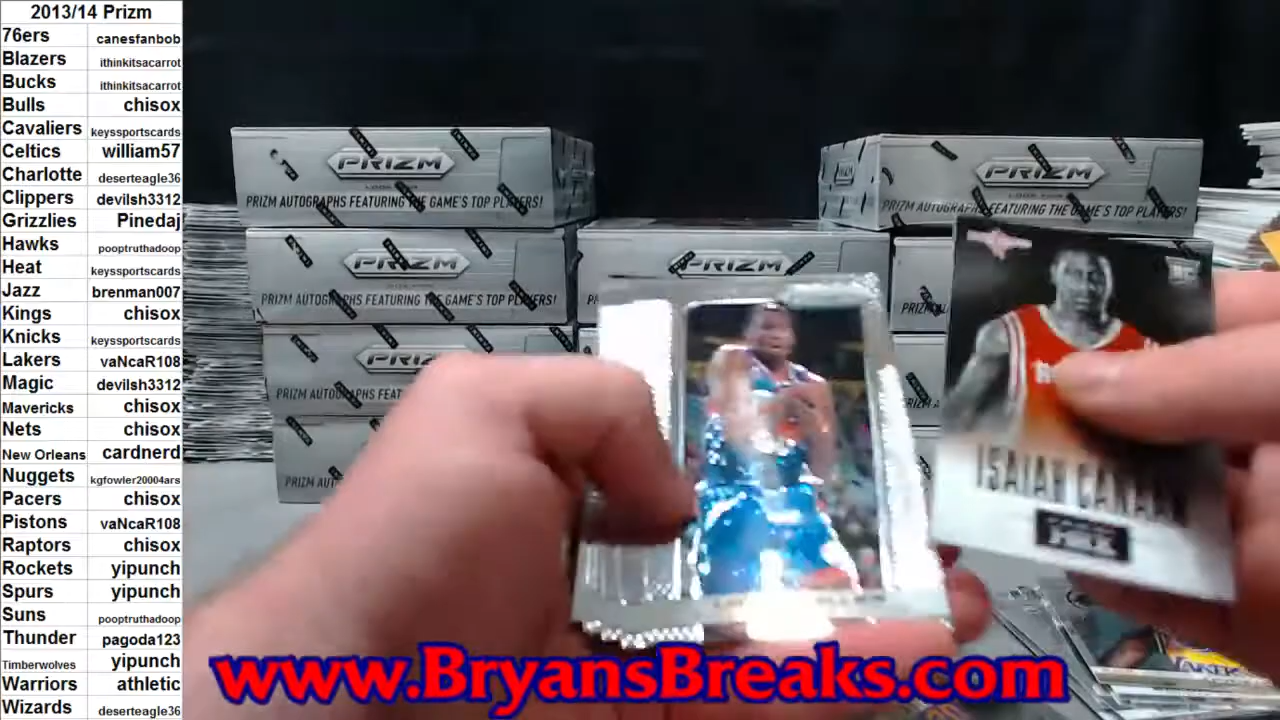 2013/14 Prizm
76ers canesfanbob
Blazers ithinkitsacarrot
Bucks ithinkitsacarrot
Bulls chisox
Cavaliers keyssportscards
Celtics william57
Charlotte deserteagle36
Clippers devilsh3312
Grizzlies Pinedaj
Hawks pooptruthadoop
Heat keyssportscards
Jazz brenman007
Kings chisox
Knicks keyssportscards
Lakers vaNcaR108
Magic devilsh3312
Mavericks chisox
Nets chisox
New Orleans cardnerd
Nuggets kgfowler20004ars
Pacers chisox
Pistons vaNcaR108
Raptors chisox
Rockets yipunch
Spurs yipunch
Suns pooptruthadoop
Thunder pagoda123
Timberwolves yipunch
Warriors athletic
Wizards deserteagle36
PRIZM
PRIZM AUTOGRAPHS FEATURING THE GAME'S TOP PLAYERS!
PRIZM
PRIZM AUTOGRAPHS FEATURING THE GAME'S TOP PLAYERS!
PRIZM
PRIZM AUTOGRAPHS FEATURING THE GAME'S TOP PLAYERS!
PRIZM
PRIZM
PRIZM AUTOGRAPHS FEA
PRIZM AUT
ISAIAH CANAAN
www.BryansBreaks.com